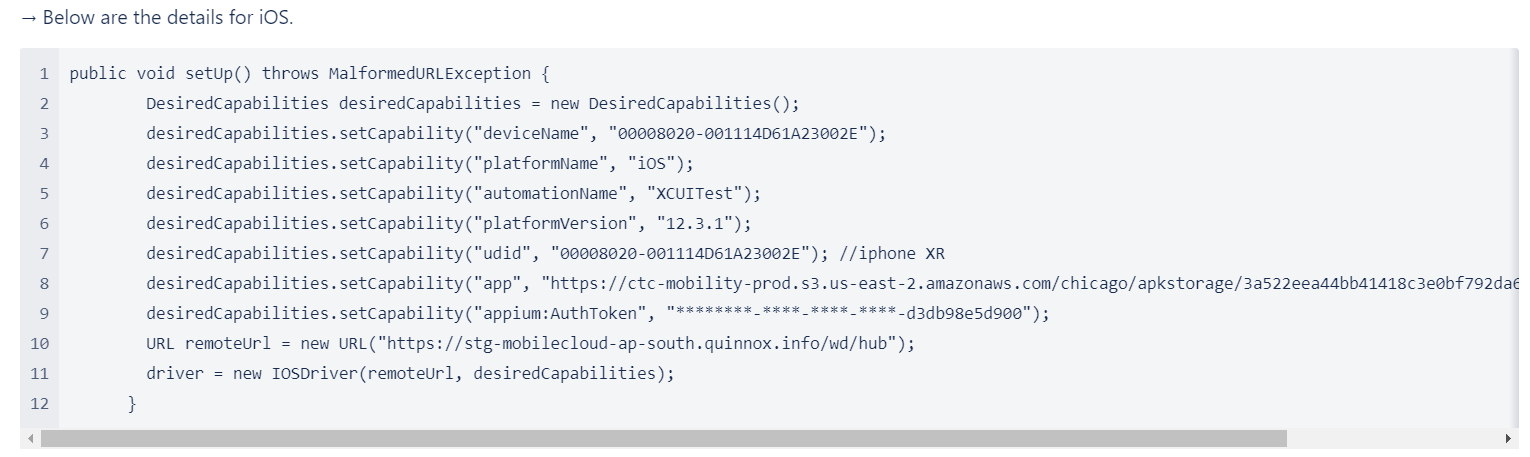 → Below are the details for iOS.
1 public void setUp() throws MalformedURLException {
2 DesiredCapabilities desiredCapabilities = new DesiredCapabilities();
3 desiredCapabilities.setCapability("deviceName", "00008020-001114D61A23002E");
4 desiredCapabilities.setCapability("platformName", "iOS");
5 desiredCapabilities.setCapability("automationName", "XCUITest");
6 desiredCapabilities.setCapability("platformVersion", "12.3.1");
7 desiredCapabilities.setCapability("udid", "00008020-001114D61A23002E"); //iphone XR
8 desiredCapabilities.setCapability("app", "https://ctc-mobility-prod.s3.us-east-2.amazonaws.com/chicago/apkstorage/3a522eea44bb41418c3e0bf792da6
9 desiredCapabilities.setCapability("appium:AuthToken", "********-****-****-****-d3db98e5d900");
10 URL remoteUrl = new URL("https://stg-mobilecloud-ap-south.quinnox.info/wd/hub");
11 driver = new IOSDriver(remoteUrl, desiredCapabilities);
12 }